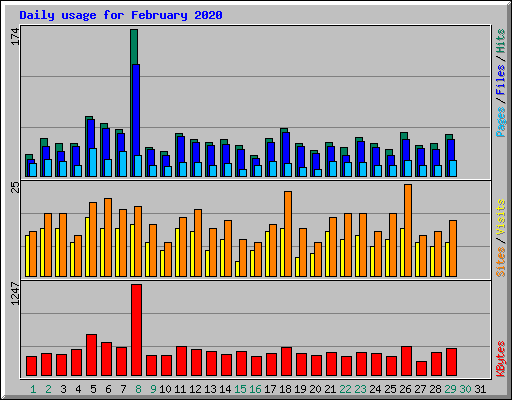 Daily usage for February 2020
174
Pages / Files / Hits
25
Sites / Visits
1247
KBytes
1 2 3 4 5 6 7 8 9 10 11 12 13 14 15 16 17 18 19 20 21 22 23 24 25 26 27 28 29 30 31